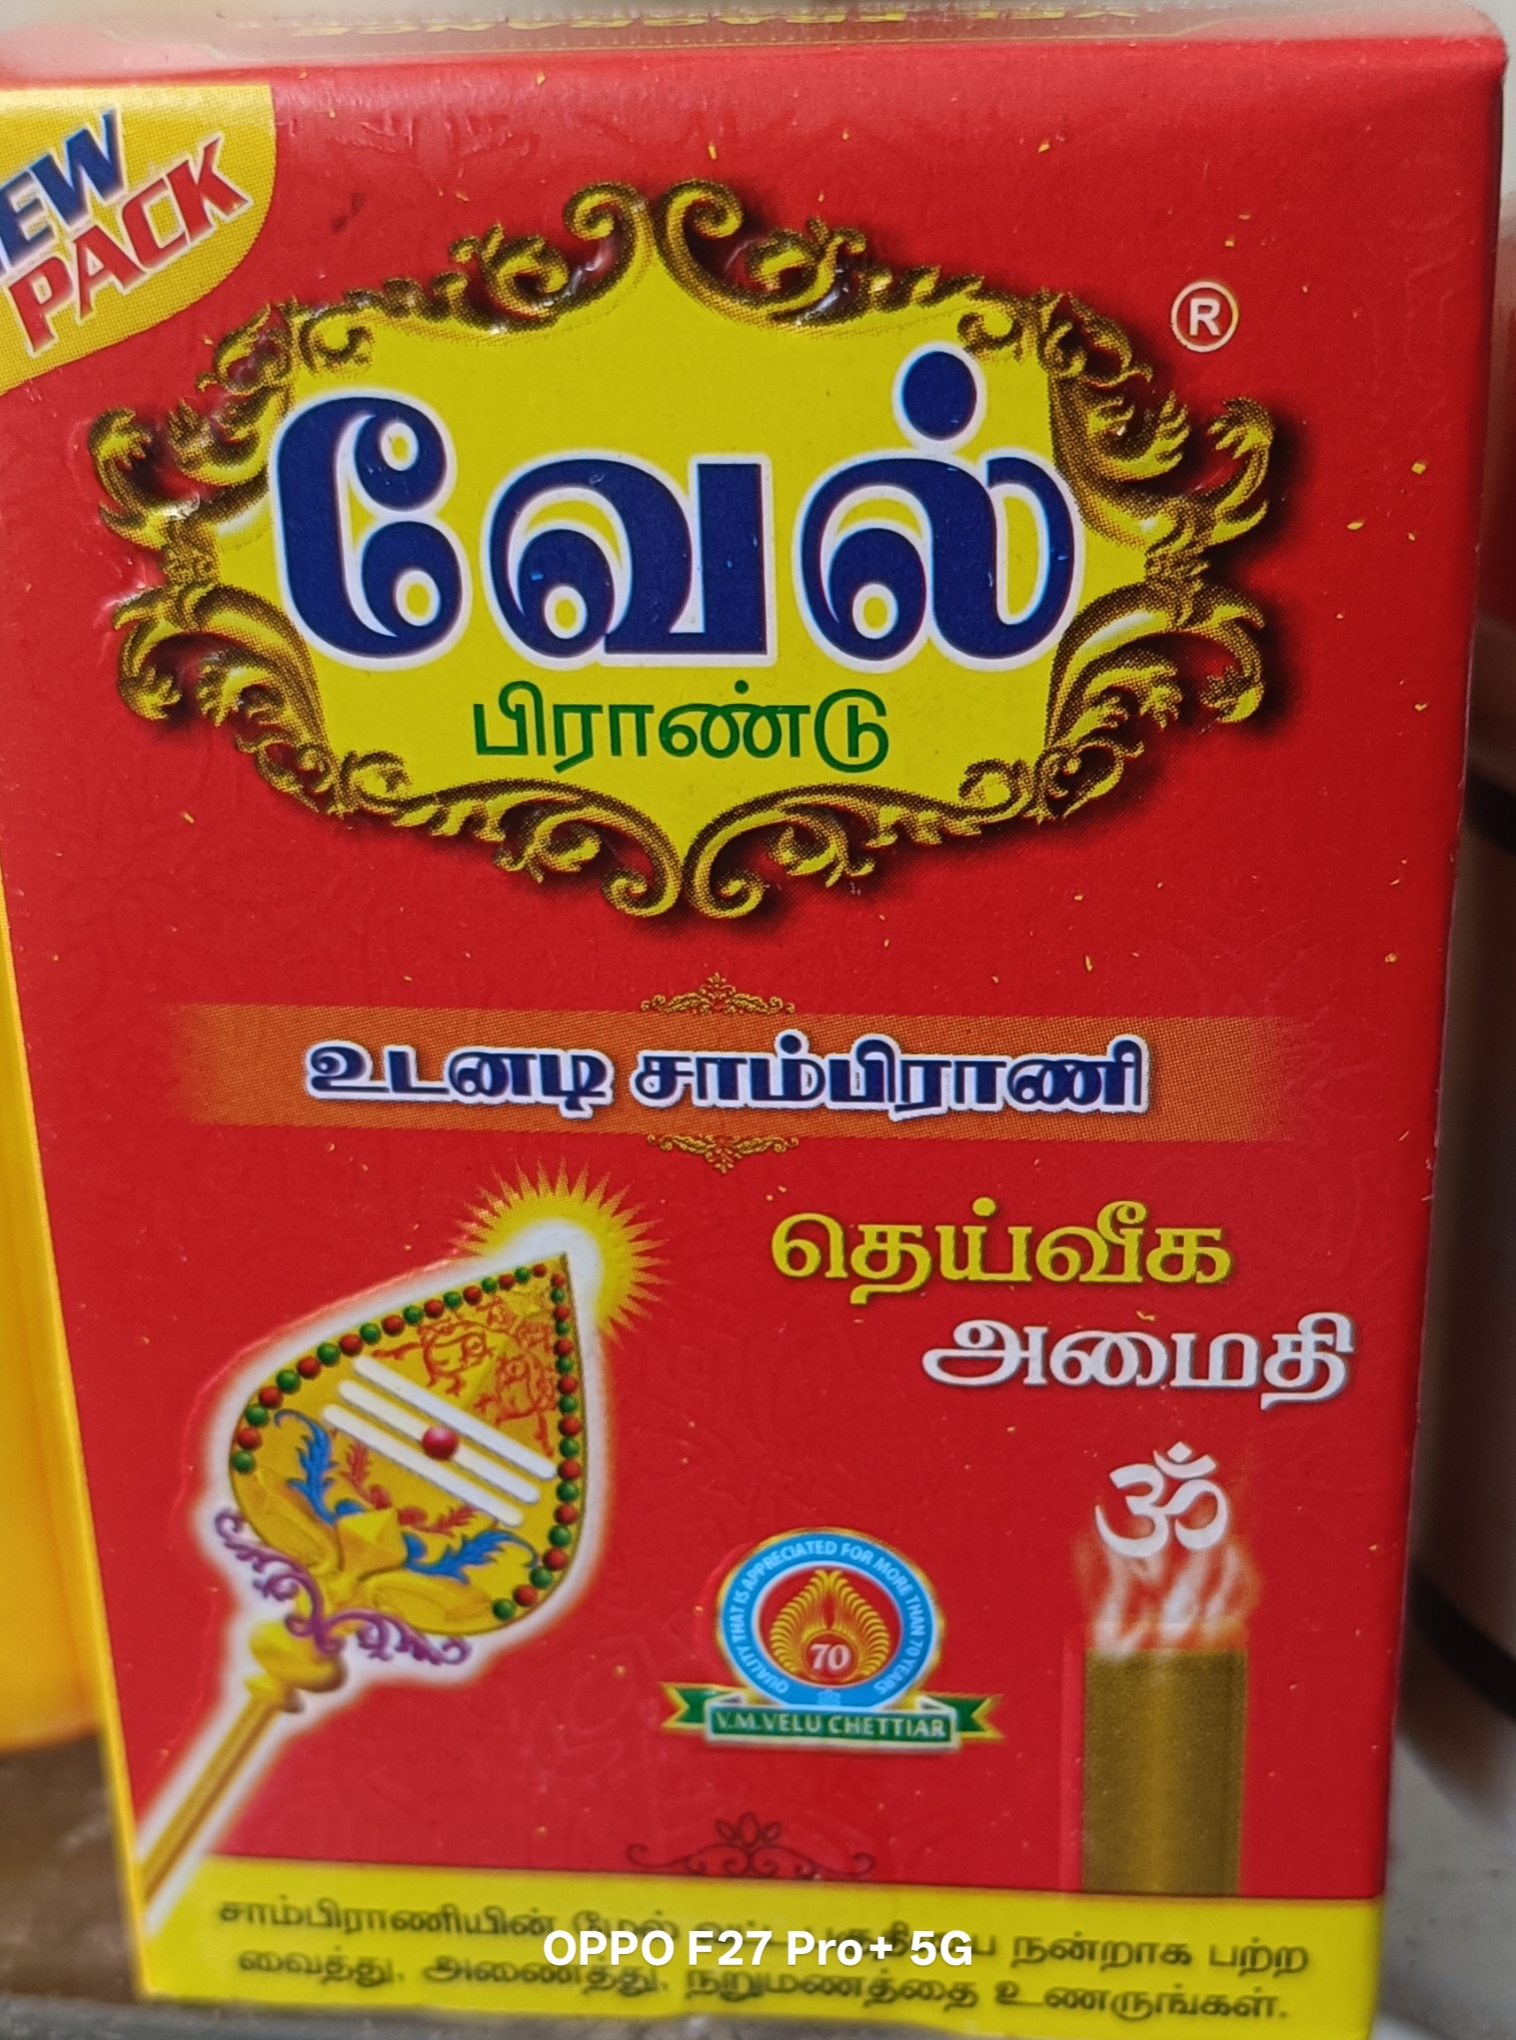 NEW
PACK
®
வேல்
பிராண்டு
உடனடி சாம்பிராணி
தெய்வீக
அமைதி
ॐ
QUALITY THAT IS APPRECIATED FOR MORE THAN 70 YEARS
70
V.M.VELU CHETTIAR
சாம்பிராணியின் மேல் நன்றாக பற்ற
வைத்து, அணைத்து, நறுமணத்தை உணருங்கள்.
OPPO F27 Pro+ 5G